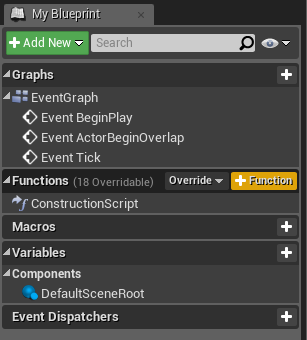 My Blueprint
Add New Search
Graphs
EventGraph
Event BeginPlay
Event ActorBeginOverlap
Event Tick
Functions (18 Overridable) Override + Function
ConstructionScript
Macros
Variables
Components
DefaultSceneRoot
Event Dispatchers